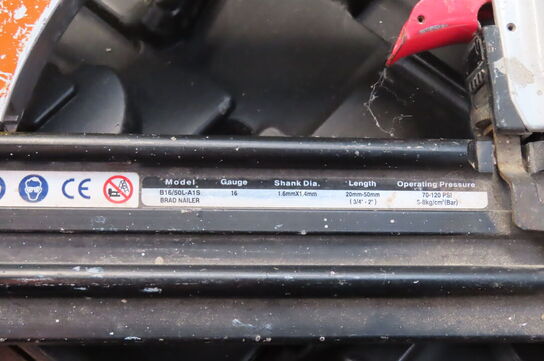 Model Gauge Shank Dia. Length Operating Pressure
B16/50L-A1S 16 1.6mmX1.4mm 20mm-50mm 70-120 PSI
BRAD NAILER (3/4"-2") 5-8kg/cm²(Bar)
CE